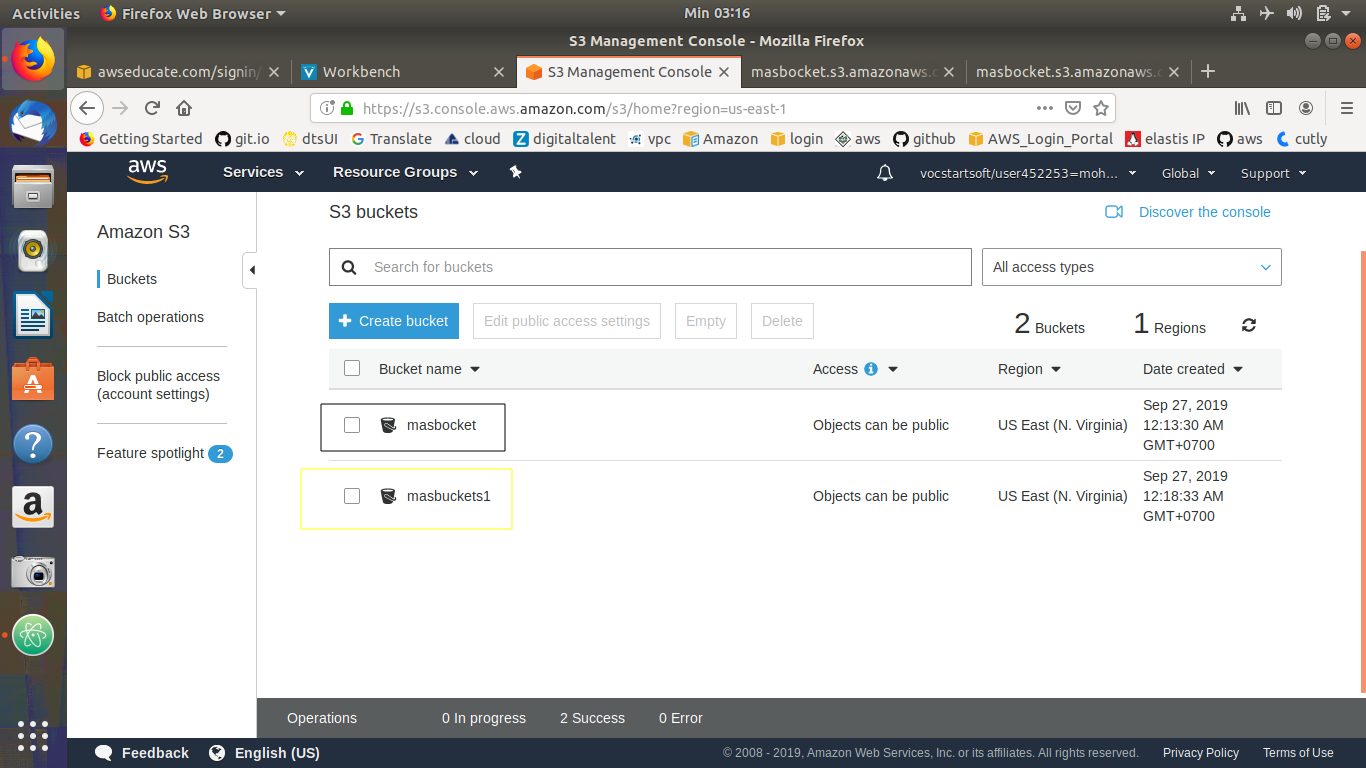 Activities Firefox Web Browser Min 03:16
S3 Management Console - Mozilla Firefox
awseducate.com/signin/ Workbench S3 Management Console masbocket.s3.amazonaws.c masbocket.s3.amazonaws.c
https://s3.console.aws.amazon.com/s3/home?region=us-east-1
Getting Started git.io dtsUI Translate cloud digitaltalent vpc Amazon login aws github AWS_Login_Portal elastis IP aws cutly
aws Services Resource Groups vocstartsoft/user452253=moh... Global Support
Amazon S3
Buckets
Batch operations
Block public access
(account settings)
Feature spotlight 2
S3 buckets Discover the console
Search for buckets All access types
Create bucket Edit public access settings Empty Delete 2 Buckets 1 Regions
Bucket name Access Region Date created
masbocket Objects can be public US East (N. Virginia) Sep 27, 2019
12:13:30 AM
GMT+0700
masbuckets1 Objects can be public US East (N. Virginia) Sep 27, 2019
12:18:33 AM
GMT+0700
Operations 0 In progress 2 Success 0 Error
Feedback English (US) © 2008 - 2019, Amazon Web Services, Inc. or its affiliates. All rights reserved. Privacy Policy Terms of Use